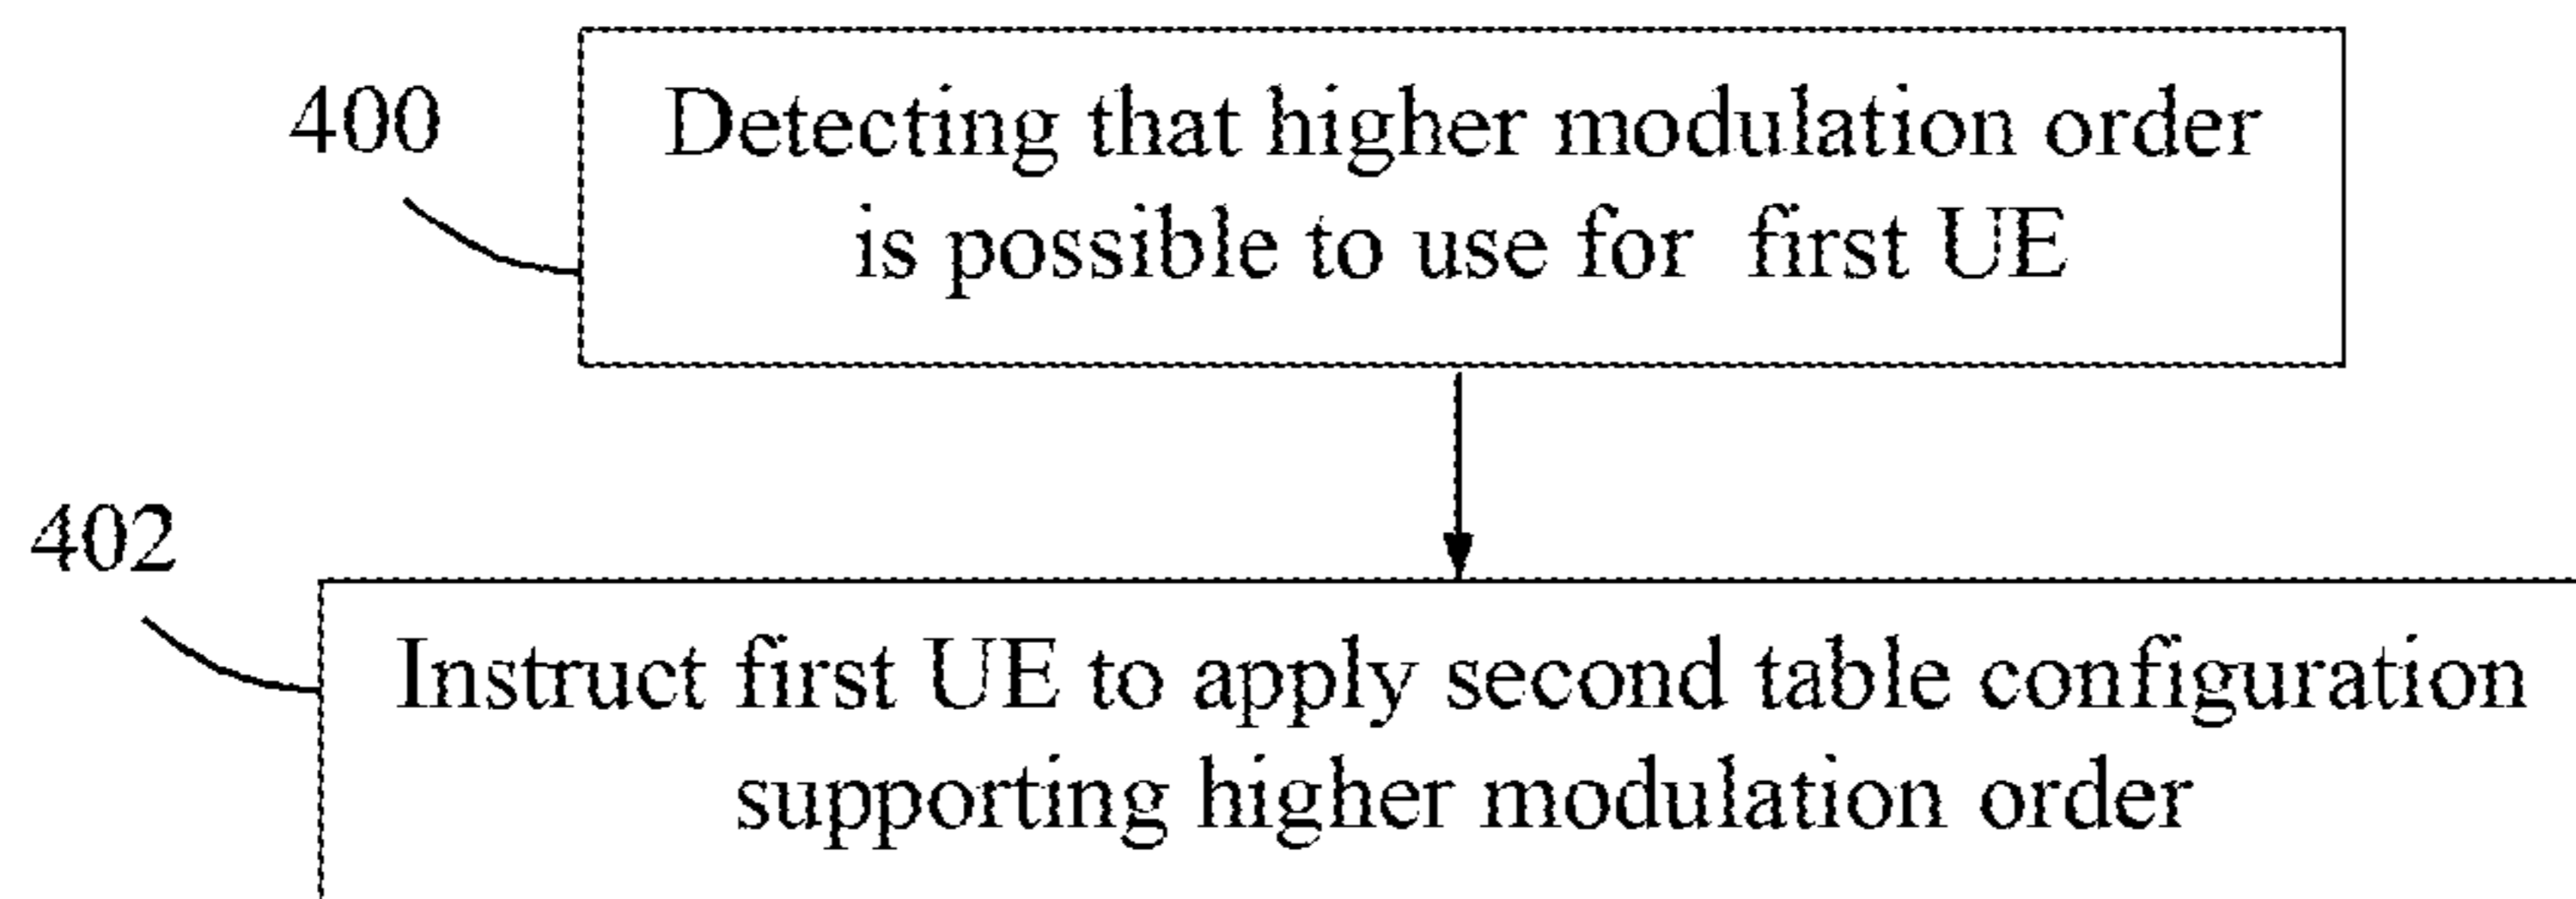 400
Detecting that higher modulation order
is possible to use for first UE
402
Instruct first UE to apply second table configuration
supporting higher modulation order